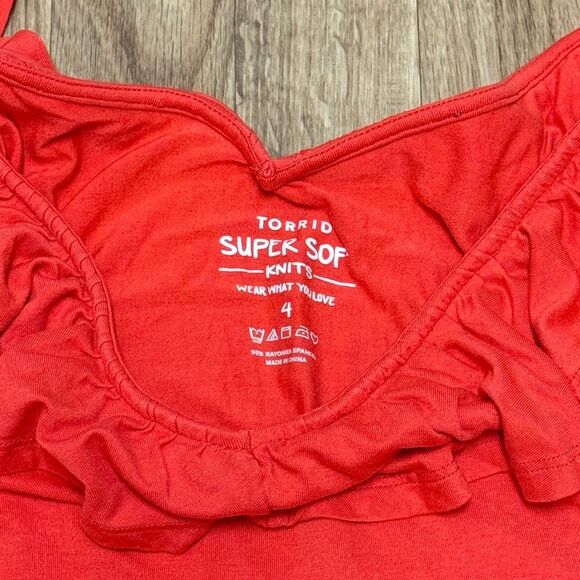 TORRID
SUPER SOF
KNITS
WEAR WHAT YOU LOVE
4
MADE IN CHINA